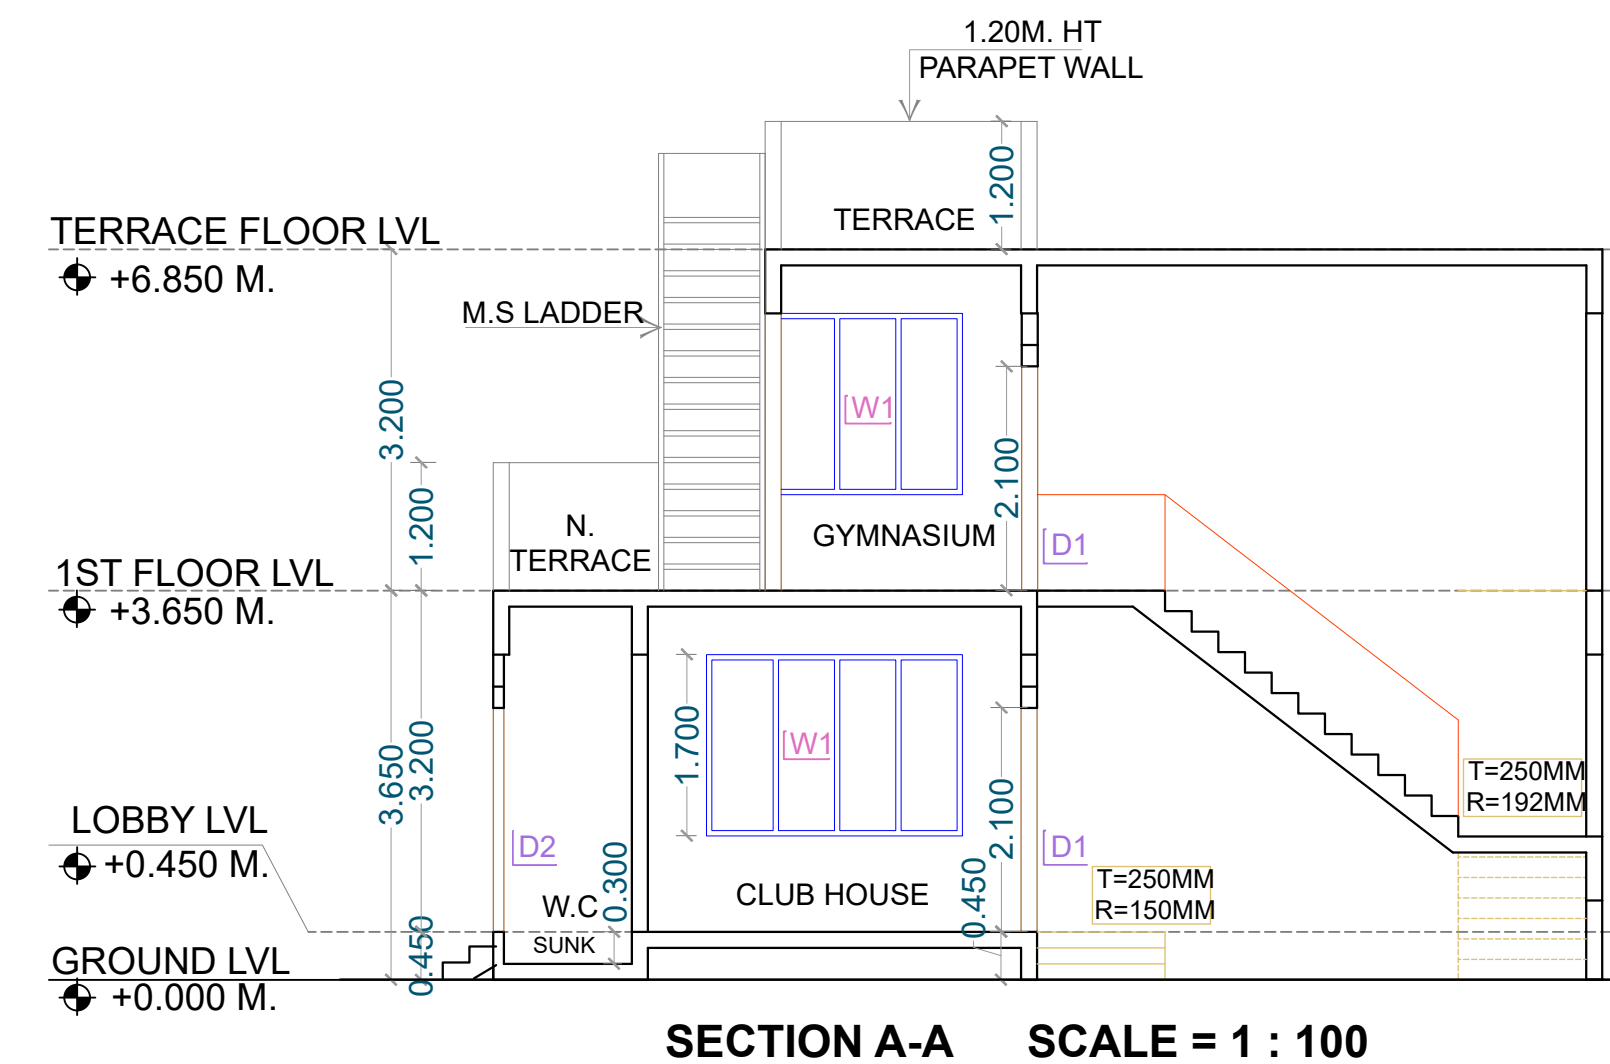 1.20M. HT
PARAPET WALL
1.200
TERRACE
TERRACE FLOOR LVL
+6.850 M.
M.S LADDER
3.200
W1
1.200
2.100
N.
TERRACE
GYMNASIUM
D1
1ST FLOOR LVL
+3.650 M.
1.700
W1
3.650
3.200
T=250MM
R=192MM
LOBBY LVL
+0.450 M.
D2
2.100
D1
0.300
W.C
CLUB HOUSE
0.450
T=250MM
R=150MM
SUNK
0.450
GROUND LVL
+0.000 M.
SECTION A-A SCALE = 1 : 100